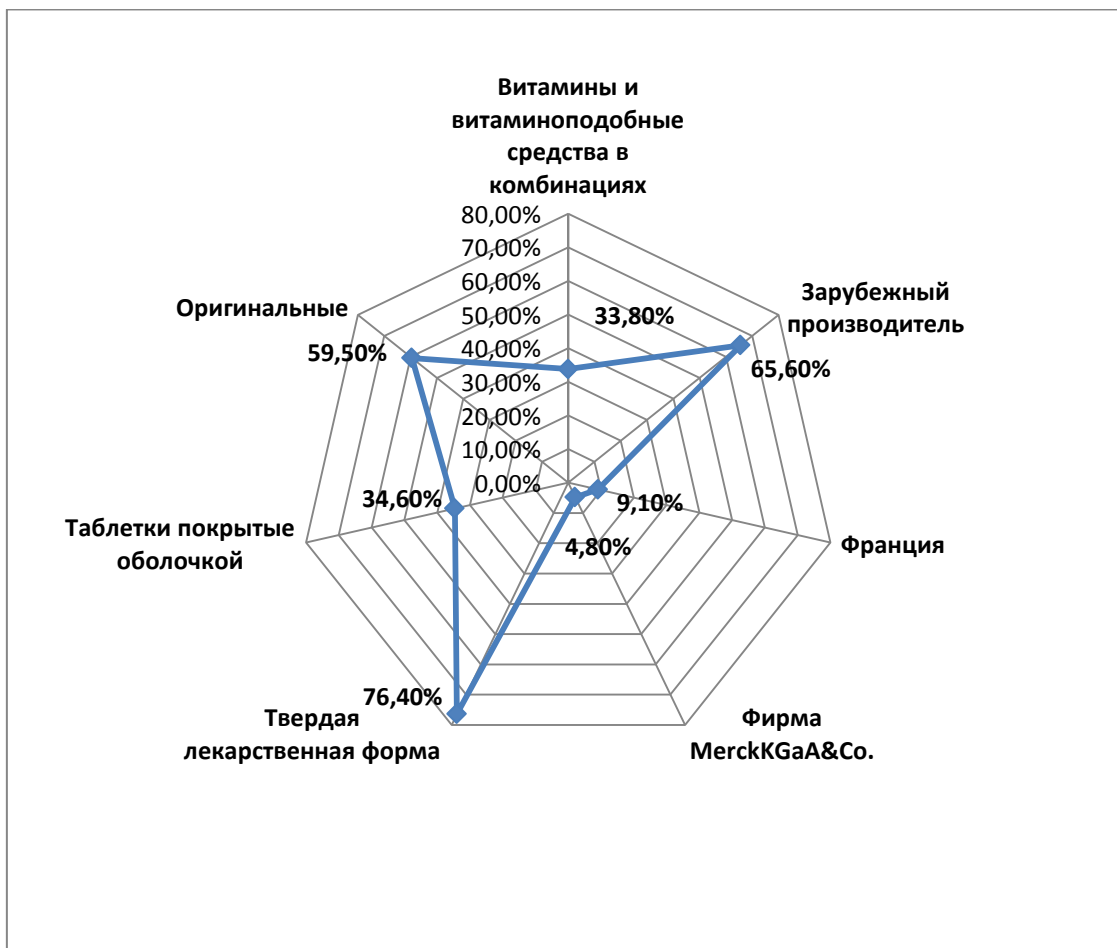 Витамины и
витаминоподобные
средства в
комбинациях
80,00%
70,00%
60,00%
50,00%
40,00%
30,00%
20,00%
10,00%
0,00%
33,80%
Зарубежный
производитель
65,60%
9,10%
Франция
4,80%
Фирма
MerckKGaA&Co.
76,40%
Твердая
лекарственная форма
34,60%
Таблетки покрытые
оболочкой
Оригинальные
59,50%